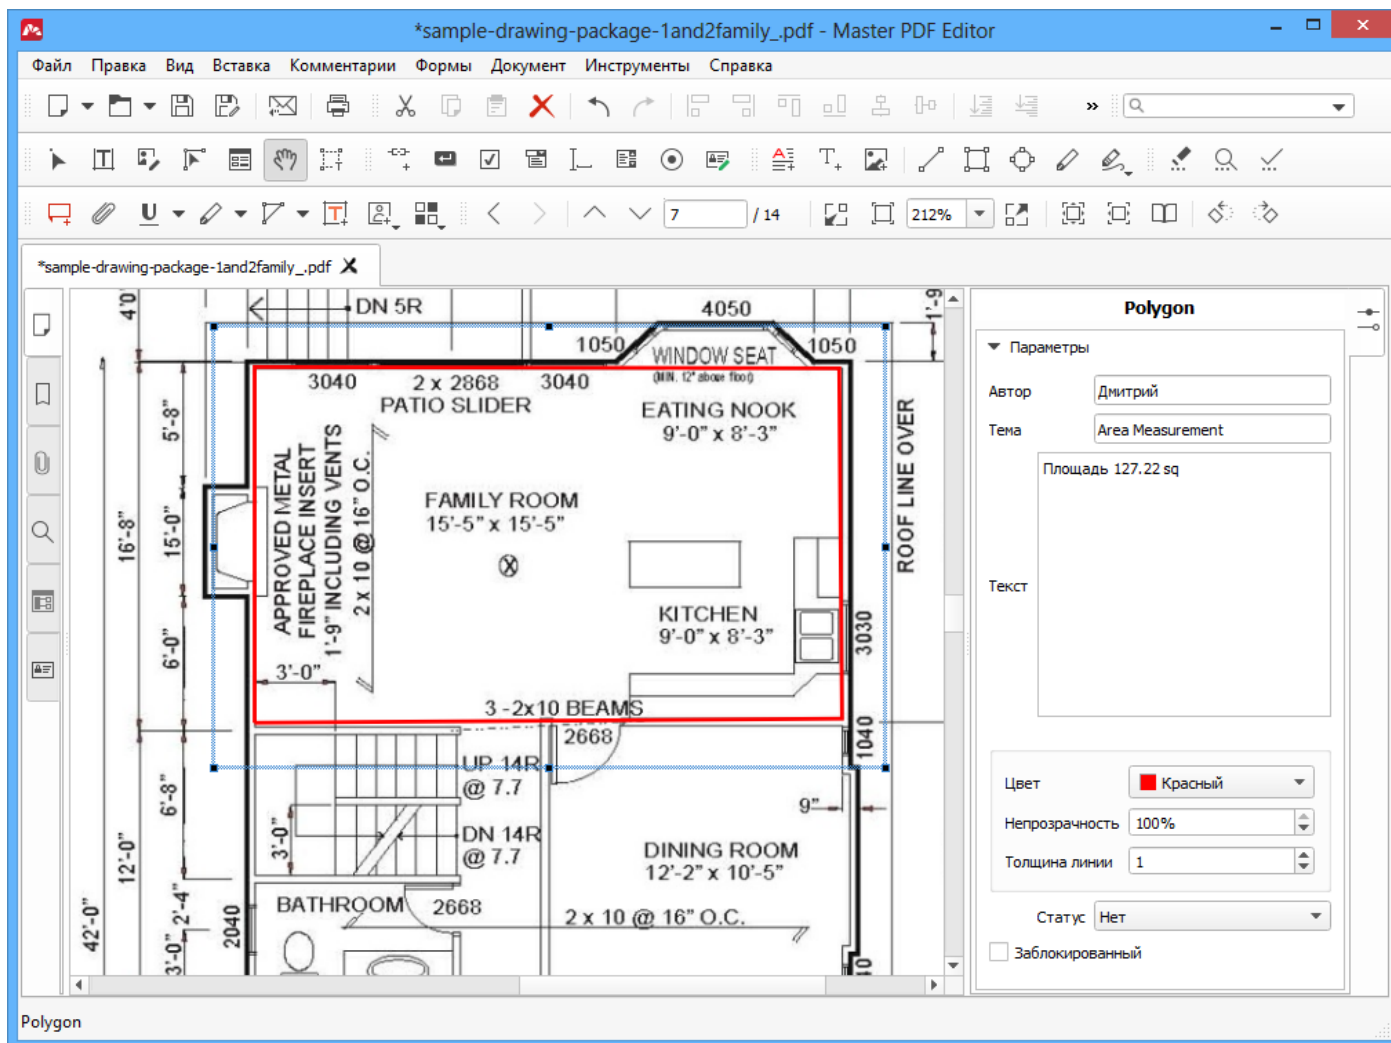 *sample-drawing-package-1and2family_.pdf - Master PDF Editor
Файл Правка Вид Вставка Комментарии Формы Документ Инструменты Справка
7 / 14
212%
*sample-drawing-package-1and2family_.pdf
4'0
DN 5R
4050
1'-9
1050
WINDOW SEAT
1050
(MIN. 12" above floor)
3040
2 x 2868
3040
PATIO SLIDER
EATING NOOK
9'-0" x 8'-3"
5'-8"
APPROVED METAL
FIREPLACE INSERT
1'-9" INCLUDING VENTS
2 x 10 @ 16" O.C.
ROOF LINE OVER
FAMILY ROOM
15'-5" x 15'-5"
16'-8"
15'-0"
X
KITCHEN
9'-0" x 8'-3"
3030
6'-0"
3'-0"
3 -2x10 BEAMS
2668
1040
UP 14R
@ 7.7
6'-8"
9"
3'-0"
DN 14R
@ 7.7
12'-0"
DINING ROOM
12'-2" x 10'-5"
BATHROOM
2668
2 x 10 @ 16" O.C.
42'-0"
2'-4"
2040
3'-0"
Polygon
Параметры
Автор Дмитрий
Тема Area Measurement
Текст Площадь 127.22 sq
Цвет Красный
Непрозрачность 100%
Толщина линии 1
Статус Нет
Заблокированный
Polygon